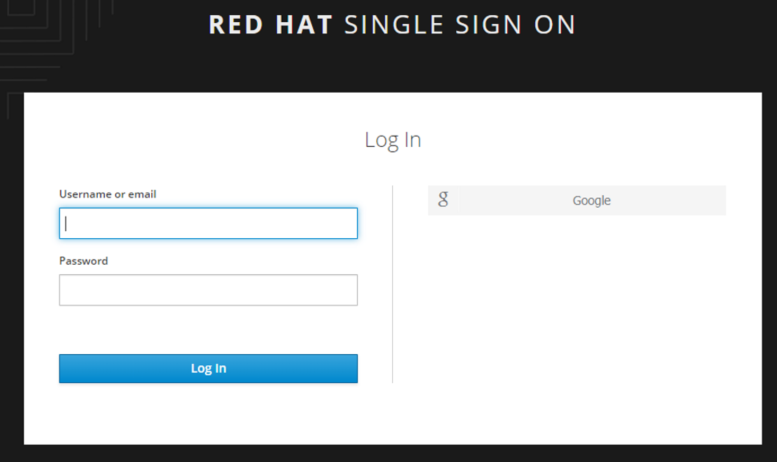 RED HAT SINGLE SIGN ON
Log In
Username or email
Password
Log In
g
Google